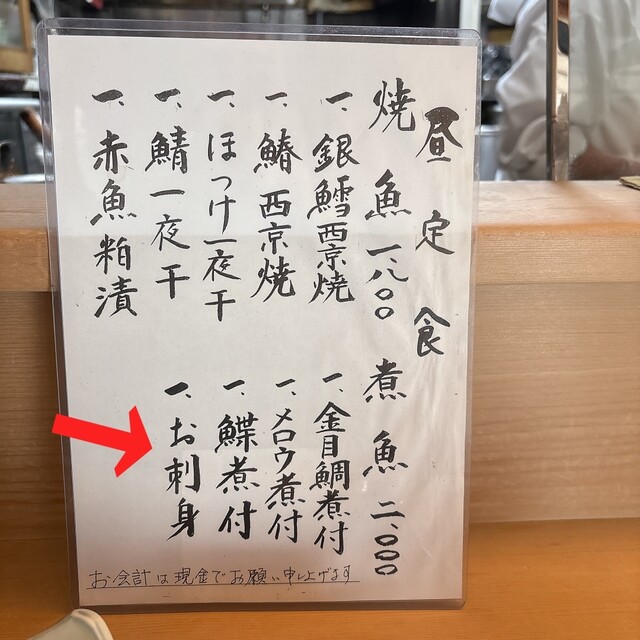 昼定食
焼魚 一、八〇〇
一、銀鱈西京焼
一、鰆西京焼
一、ほっけ一夜干
一、鯖一夜干
一、赤魚粕漬
煮魚 二、〇〇〇
一、金目鯛煮付
一、メロウ煮付
一、鰈煮付
一、お刺身
お会計は現金でお願い申し上げます